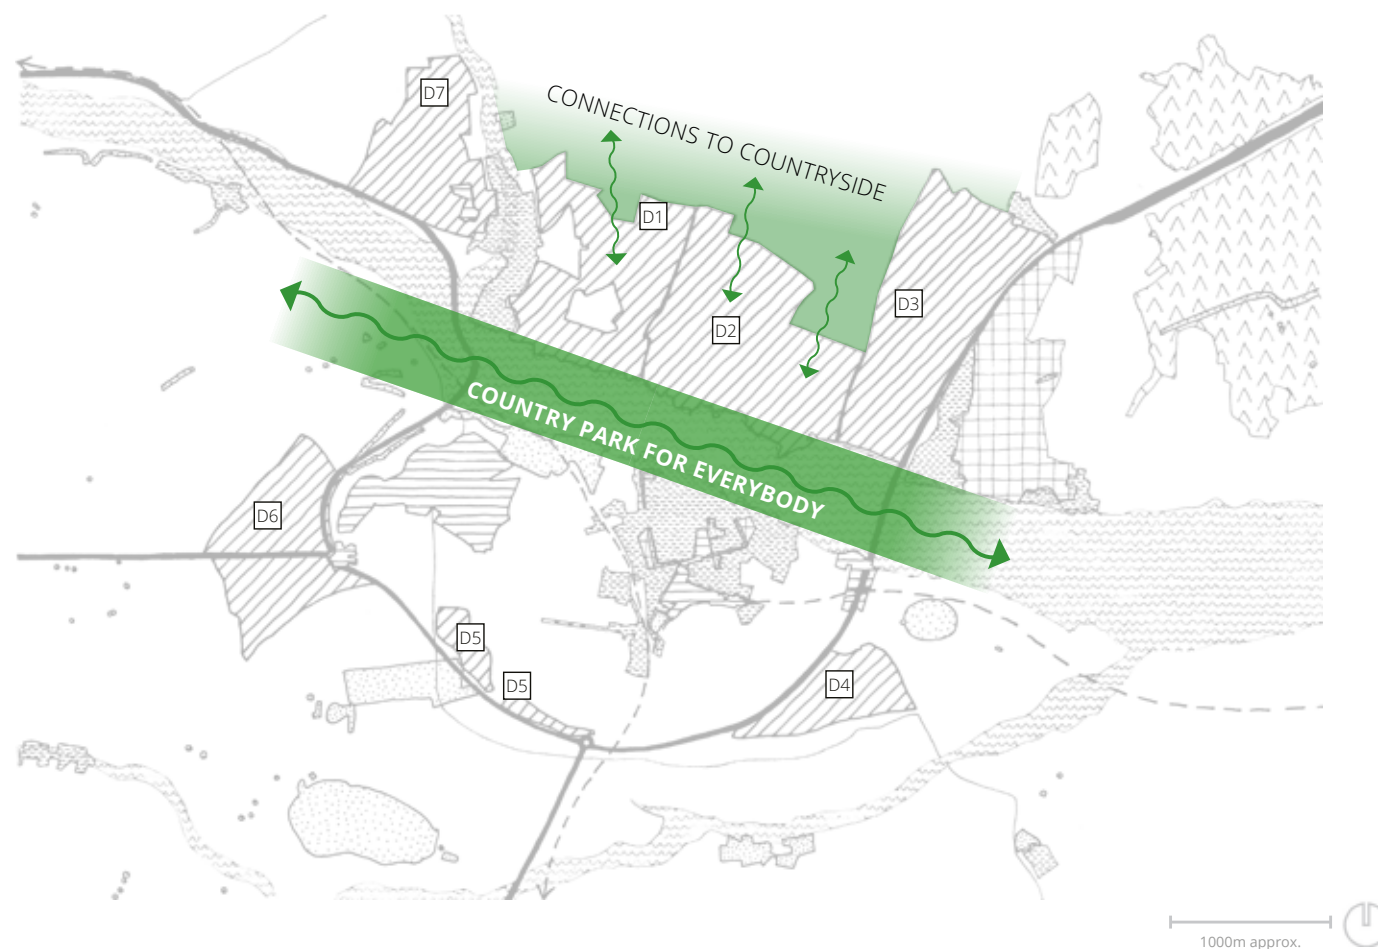 D7
CONNECTIONS TO COUNTRYSIDE
D1
D3
D2
COUNTRY PARK FOR EVERYBODY
D6
D5
D5
D4
1000m approx.